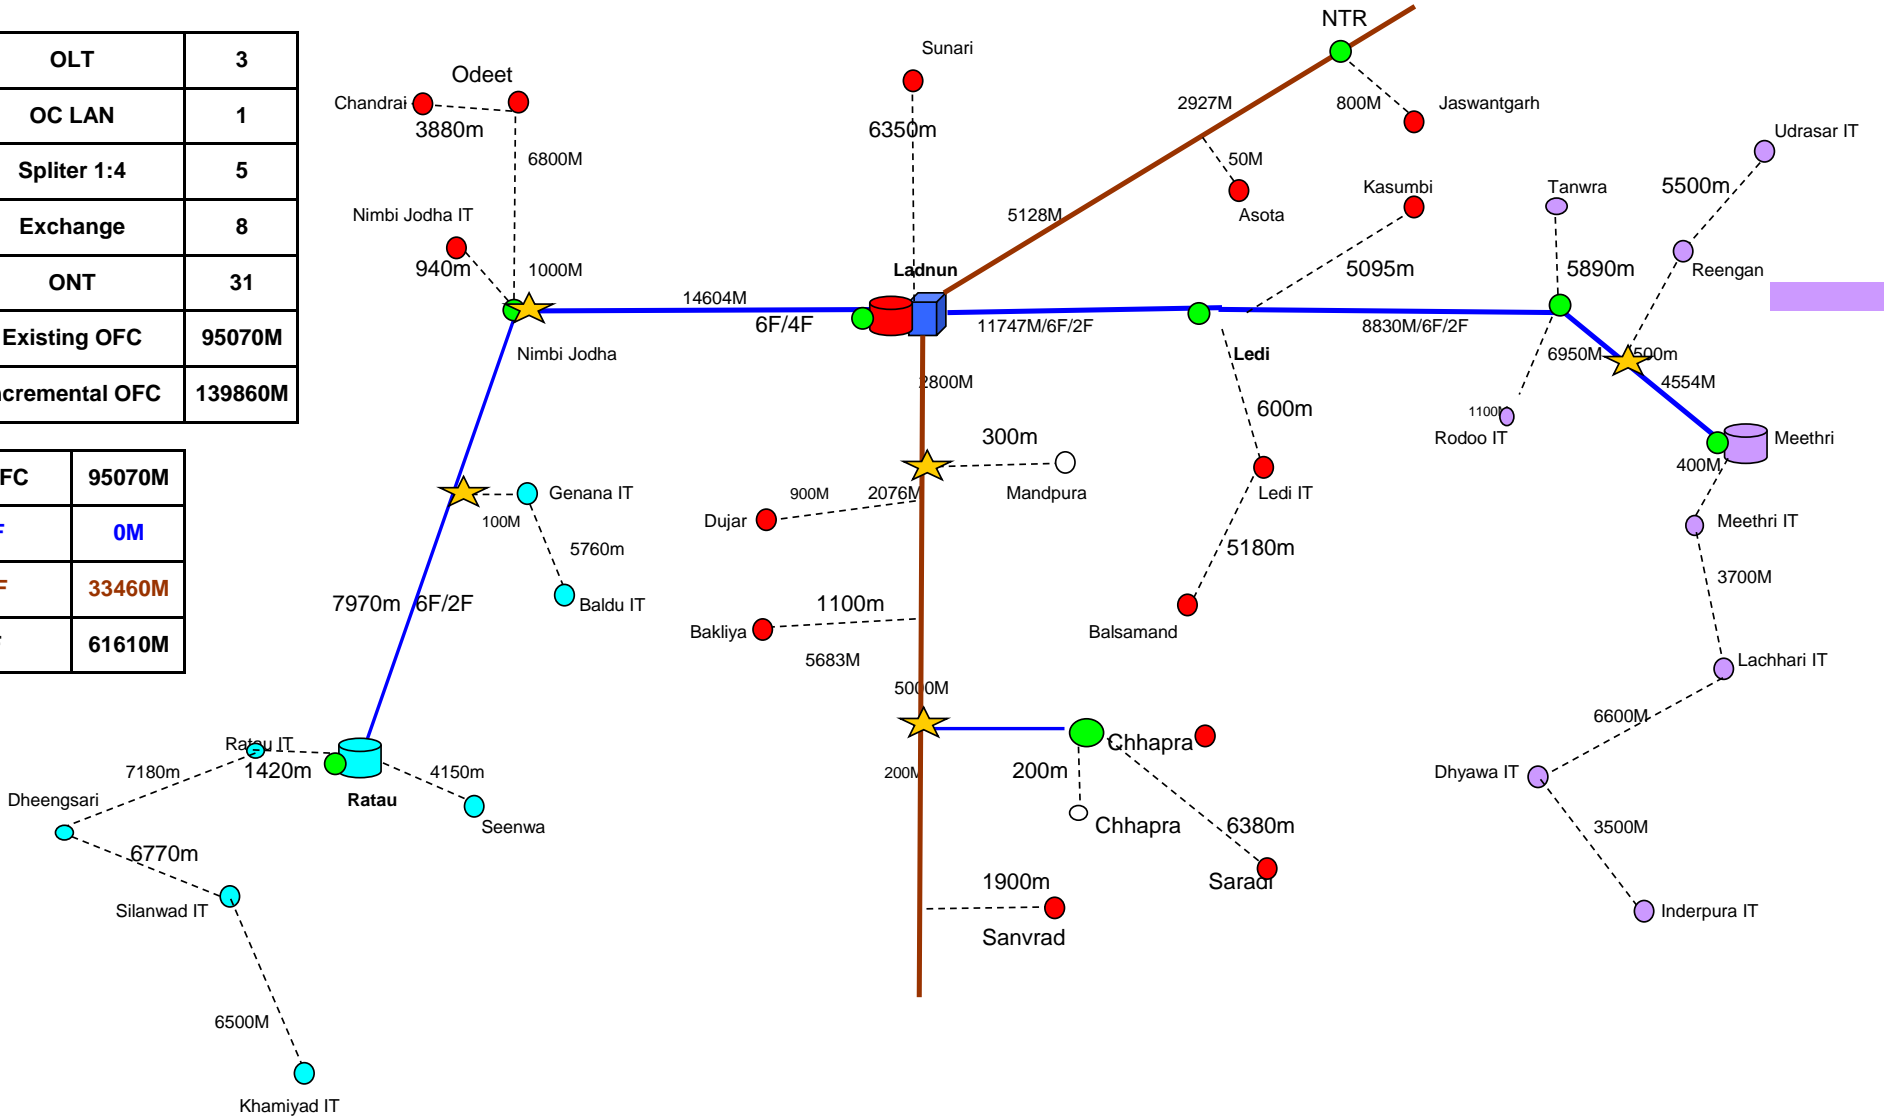 OLT 3
OC LAN 1
Spliter 1:4 5
Exchange 8
ONT 31
Existing OFC 95070M
cremental OFC 139860M
FC 95070M
F 0M
F 33460M
61610M
NTR
Sunari
Odeet
Chandrai
3880m
2927M
800M
Jaswantgarh
6350m
Udrasar IT
6800M
50M
Kasumbi
Tanwra
5500m
Nimbi Jodha IT
5128M
Asota
940m
1000M
Ladnun
5095m
5890m
Reengan
14604M
6F/4F
11747M/6F/2F
8830M/6F/2F
Nimbi Jodha
Ledi
6950M
500m
2800M
4554M
600m
1100M
Rodoo IT
300m
Meethri
400M
Genana IT
900M
2076M
Mandpura
Ledi IT
100M
Dujar
Meethri IT
5760m
5180m
3700M
7970m 6F/2F
Baldu IT
1100m
Bakliya
Balsamand
5683M
Lachhari IT
5000M
6600M
Ratau IT
Chhapra
7180m
1420m
4150m
200M
200m
Dhyawa IT
Dheengsari
Ratau
Seenwa
Chhapra
6380m
3500M
6770m
1900m
Saradi
Silanwad IT
Inderpura IT
Sanvrad
6500M
Khamiyad IT